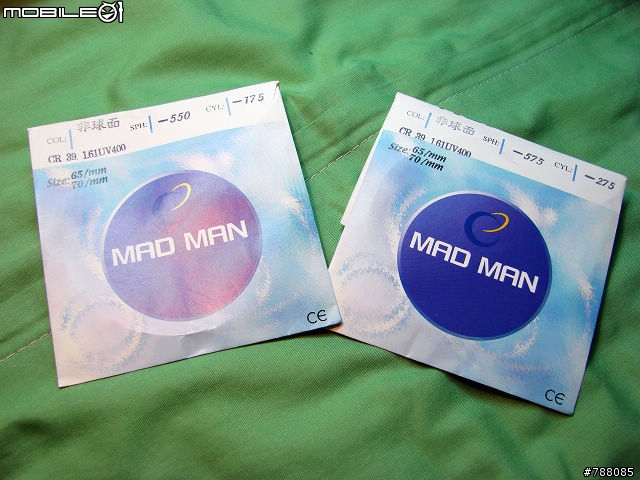 MOBILE01
COL: 非球面 SPH: -550 CYL: -175
CR 39. 1.61UV400
Size: 65/mm
70/mm
MAD MAN
CE
COL: 非球面 SPH: -575 CYL: -275
CR 39. 1.61UV400
Size: 65/mm
70/mm
MAD MAN
CE
#788085